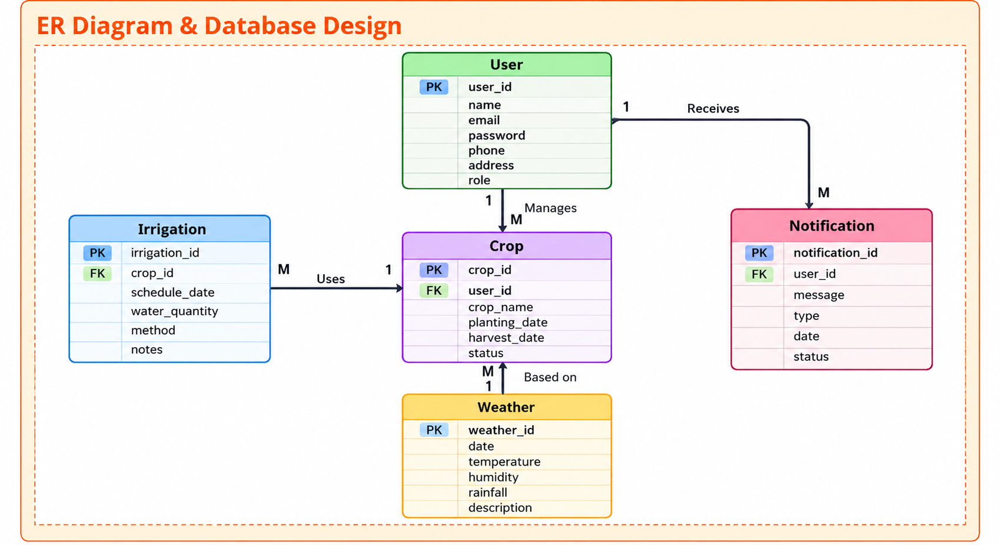 ER Diagram & Database Design
User
PK user_id
name
email
password
phone
address
role
1 Receives
M
1
Manages
M
Irrigation
PK irrigation_id
FK crop_id
schedule_date
water_quantity
method
notes
M Uses 1
Crop
PK crop_id
FK user_id
crop_name
planting_date
harvest_date
status
Notification
PK notification_id
FK user_id
message
type
date
status
M
Based on
1
Weather
PK weather_id
date
temperature
humidity
rainfall
description